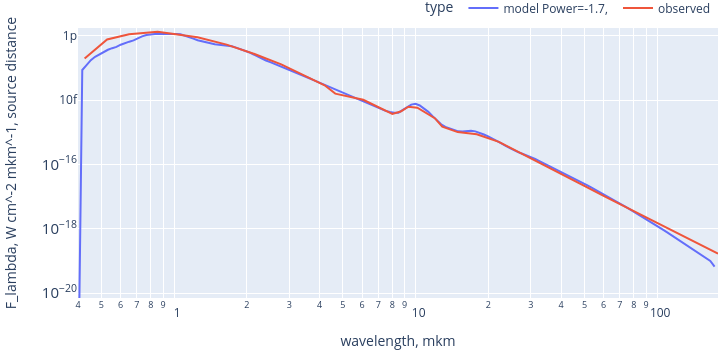 type
model Power=-1.7,
observed
F_lambda, W cm^-2 mkm^-1, source distance
1p
10f
10−16
10−18
10−20
4 5 6 7 8 9 1 2 3 4 5 6 7 8 9 10 2 3 4 5 6 7 8 9 100
wavelength, mkm